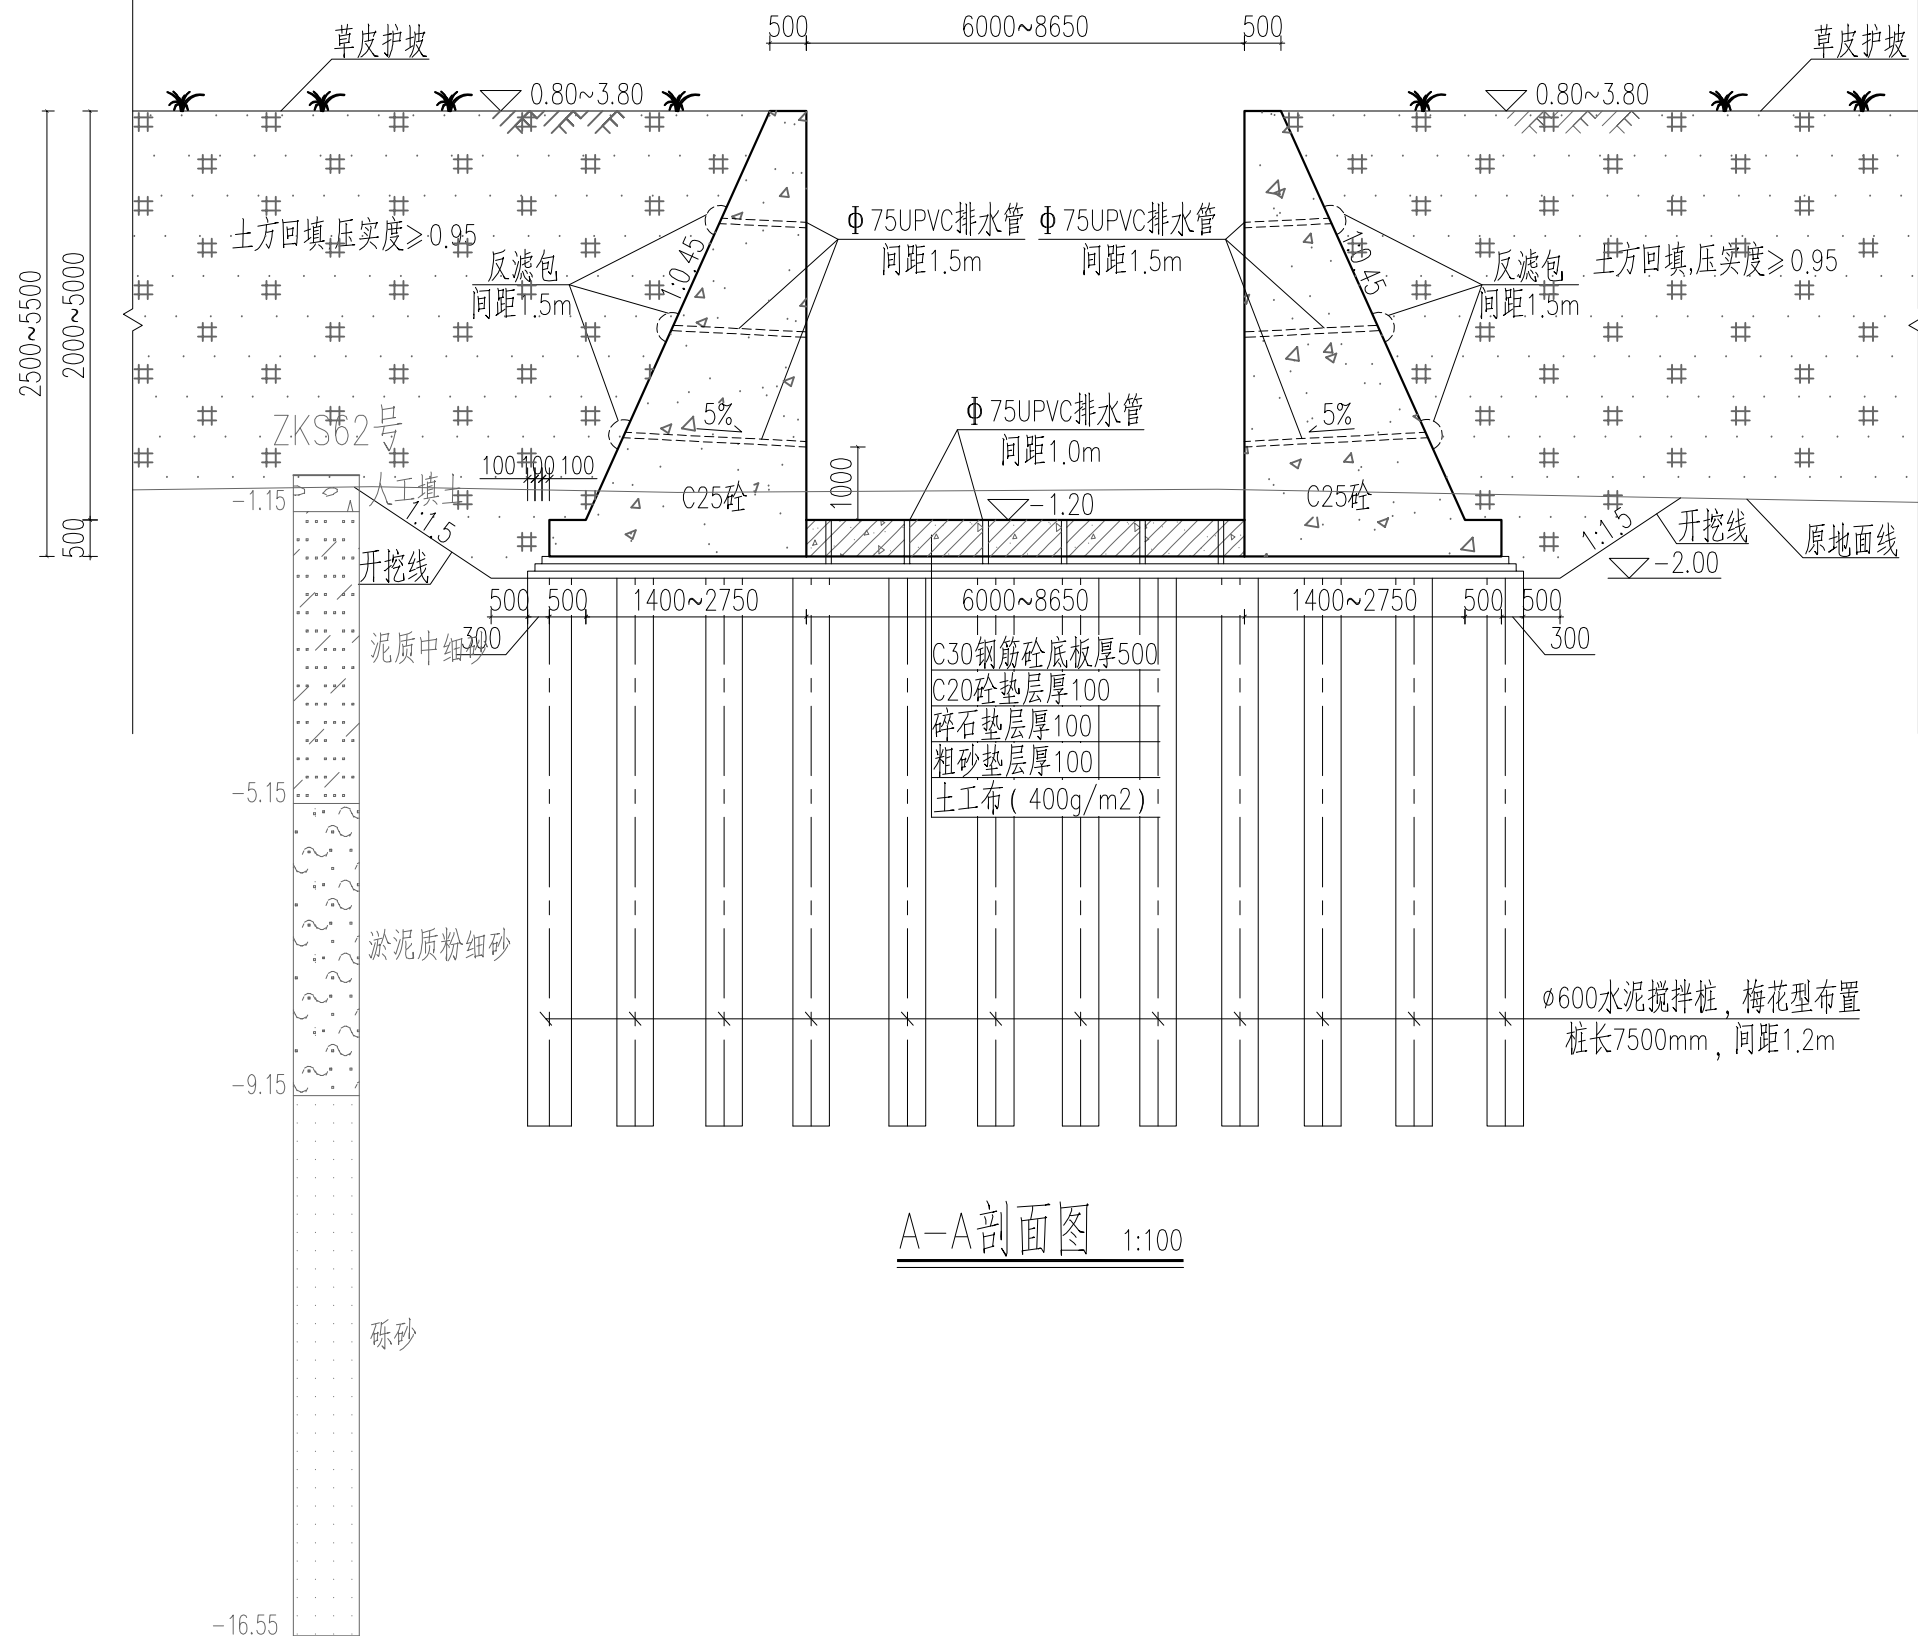 500
6000~8650
500
草皮护坡
草皮护坡
0.80~3.80
0.80~3.80
2500~5500
2000~5000
500
土方回填,压实度≥0.95
反滤包
间距1.5m
1:0.45
Φ75UPVC排水管
间距1.5m
Φ75UPVC排水管
间距1.5m
1:0.45
反滤包
间距1.5m
土方回填,压实度≥0.95
ZKS62号
5%
Φ75UPVC排水管
间距1.0m
5%
100 100 100
人工填土
-1.15
C25砼
1000
-1.20
C25砼
1:1.5
开挖线
1:1.5
开挖线
原地面线
-2.00
500
500
1400~2750
6000~8650
1400~2750
500
500
300
300
泥质中细砂
C30钢筋砼底板厚500
C20砼垫层厚100
碎石垫层厚100
粗砂垫层厚100
土工布(400g/m2)
-5.15
淤泥质粉细砂
ø600水泥搅拌桩，梅花型布置
桩长7500mm，间距1.2m
-9.15
A-A剖面图 1:100
砾砂
-16.55